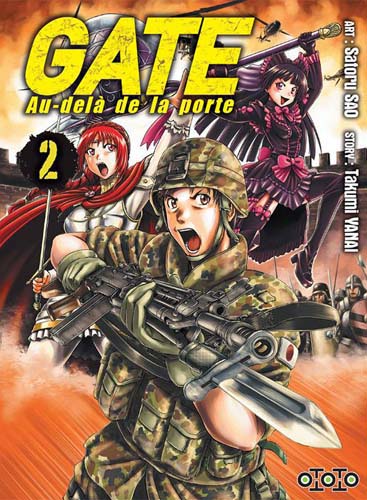 GATE
Au-delà de la porte
2
ART : Satoru SAO
STORY : Takumi YANAI
OTOTO